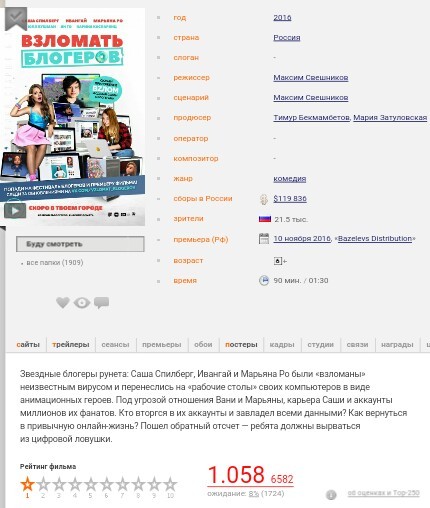 ВЗЛОМАТЬ
БЛОГЕРОВ
СКОРО В ТВОЕМ ГОРОДЕ
Буду смотреть
все папки (1909)
год 2016
страна Россия
слоган -
режиссер Максим Свешников
сценарий Максим Свешников
продюсер Тимур Бекмамбетов, Мария Затуловская
оператор -
композитор -
жанр комедия
сборы в России $119 836
зрители 21.5 тыс.
премьера (РФ) 10 ноября 2016, «Bazelevs Distribution»
возраст 6+
время 90 мин. / 01:30
сайты трейлеры сеансы премьеры обои постеры кадры студии связи награды
Звездные блогеры рунета: Саша Спилберг, Ивангай и Марьяна Ро были «взломаны»
неизвестным вирусом и перенеслись на «рабочие столы» своих компьютеров в виде
анимационных героев. Под угрозой отношения Вани и Марьяны, карьера Саши и аккаунты
миллионов их фанатов. Кто вторгся в их аккаунты и завладел всеми данными? Как вернуться
в привычную онлайн-жизнь? Пошел обратный отсчет — ребята должны вырваться
из цифровой ловушки.
Рейтинг фильма
1 2 3 4 5 6 7 8 9 10
1.058 6582
ожидание: 8% (1724)
об оценках и Top-250